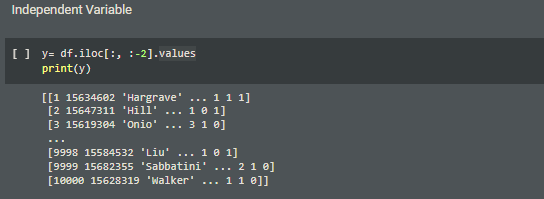 Independent Variable
[ ] y= df.iloc[:, :-2].values
print(y)
[[1 15634602 'Hargrave' ... 1 1 1]
[2 15647311 'Hill' ... 1 0 1]
[3 15619304 'Onio' ... 3 1 0]
...
[9998 15584532 'Liu' ... 1 0 1]
[9999 15682355 'Sabbatini' ... 2 1 0]
[10000 15628319 'Walker' ... 1 1 0]]